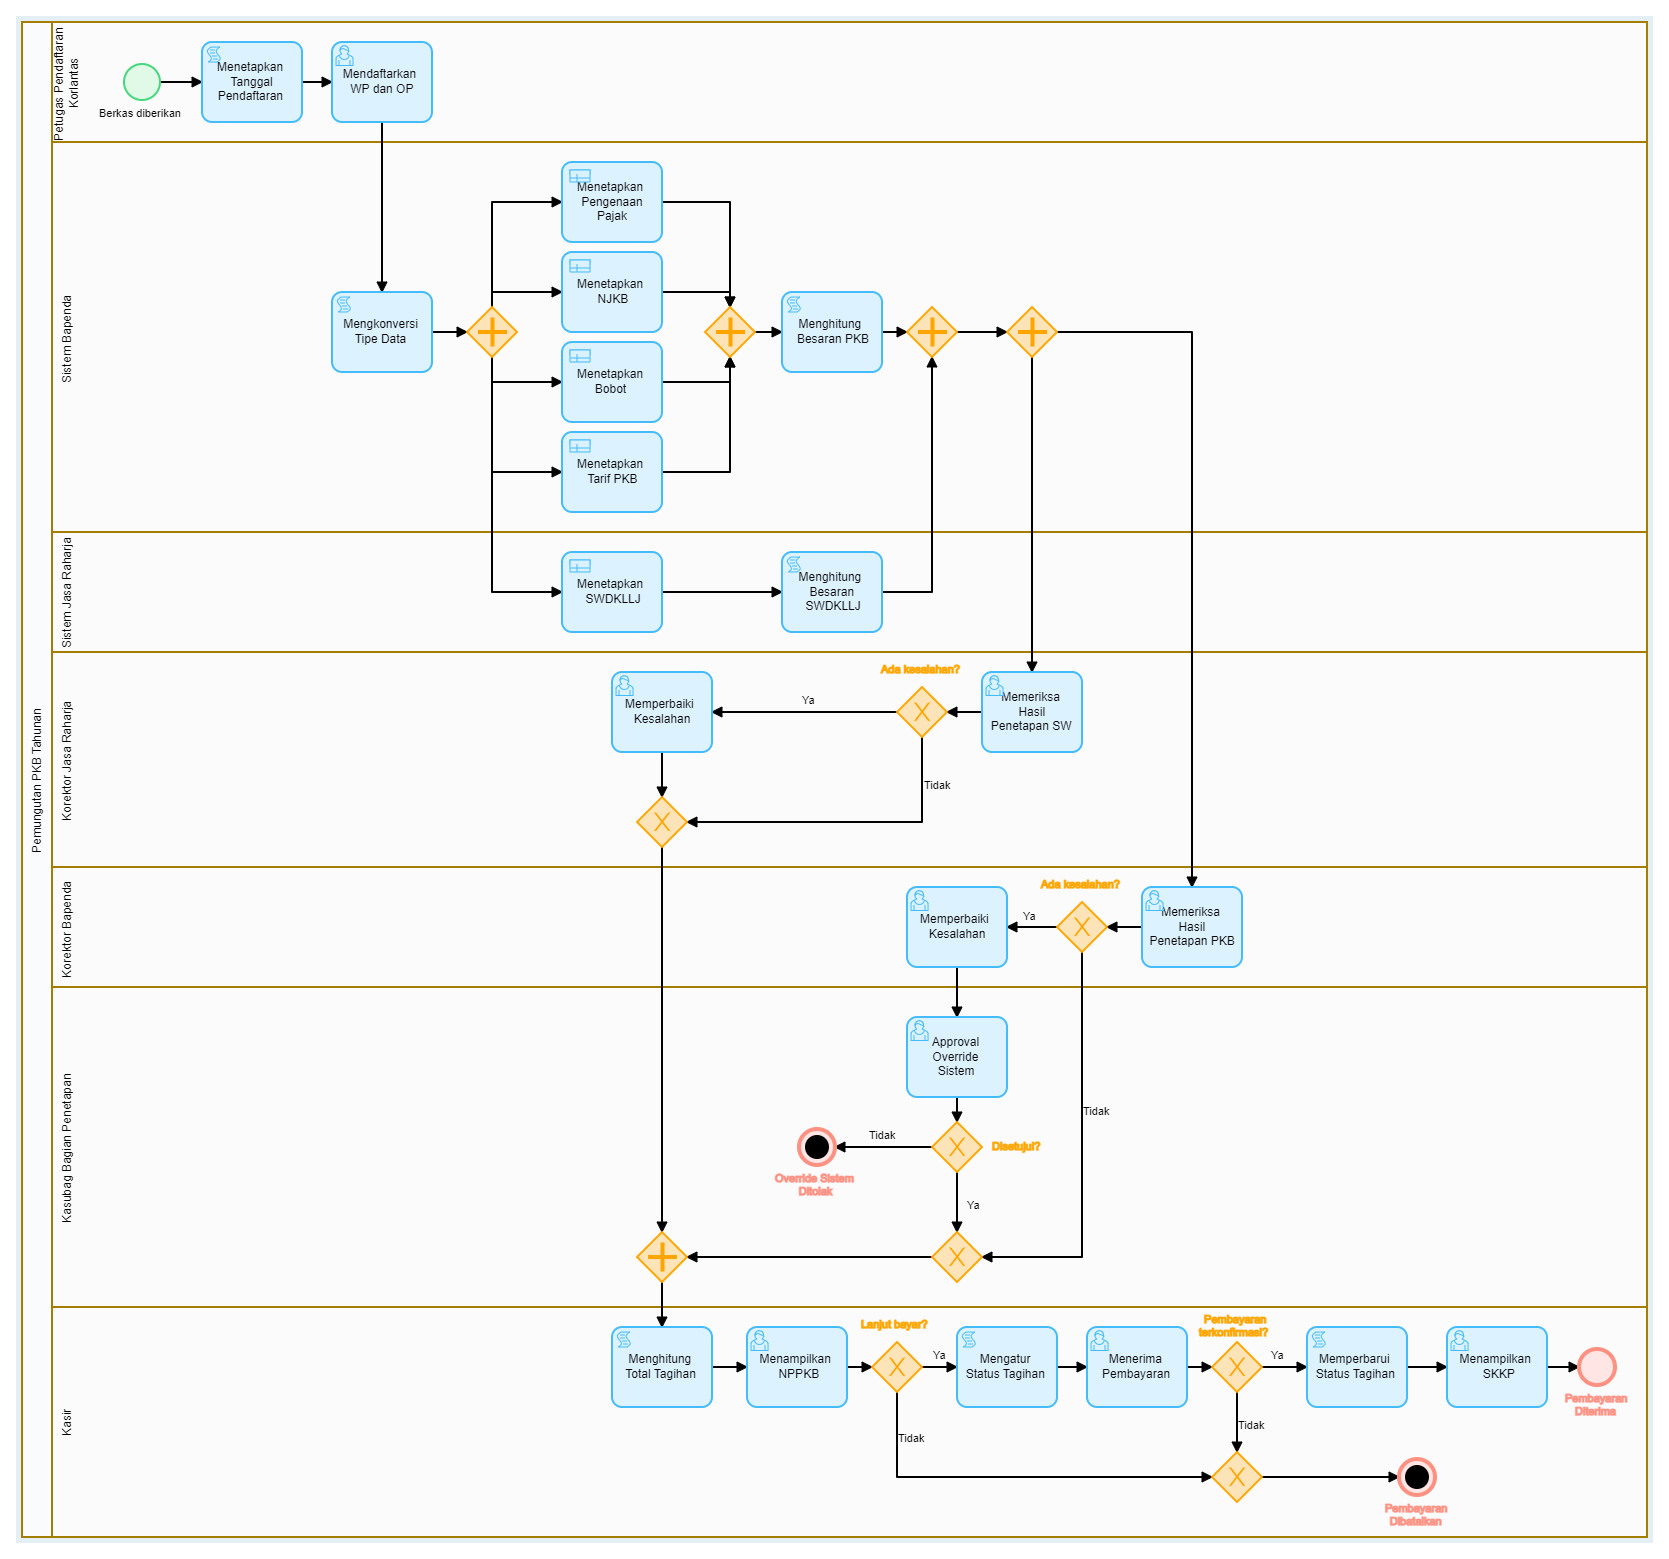 Pemungutan PKB Tahunan
Petugas Pendaftaran
Korlantas
Berkas diberikan
Menetapkan
Tanggal
Pendaftaran
Mendaftarkan
WP dan OP
Sistem Bapenda
Mengkonversi
Tipe Data
Menetapkan
Pengenaan
Pajak
Menetapkan
NJKB
Menetapkan
Bobot
Menetapkan
Tarif PKB
Menghitung
Besaran PKB
Sistem Jasa Raharja
Menetapkan
SWDKLLJ
Menghitung
Besaran
SWDKLLJ
Korektor Jasa Raharja
Memperbaiki
Kesalahan
Ya
Ada kesalahan?
Memeriksa
Hasil
Penetapan SW
Tidak
Korektor Bapenda
Memperbaiki
Kesalahan
Ya
Ada kesalahan?
Memeriksa
Hasil
Penetapan PKB
Kasubag Bagian Penetapan
Approval
Override
Sistem
Tidak
Tidak
Disetujui?
Override Sistem
Ditolak
Ya
Kasir
Menghitung
Total Tagihan
Menampilkan
NPPKB
Lanjut bayar?
Ya
Mengatur
Status Tagihan
Menerima
Pembayaran
Pembayaran
terkonfirmasi?
Ya
Memperbarui
Status Tagihan
Menampilkan
SKKP
Pembayaran
Diterima
Tidak
Tidak
Pembayaran
Dibatalkan